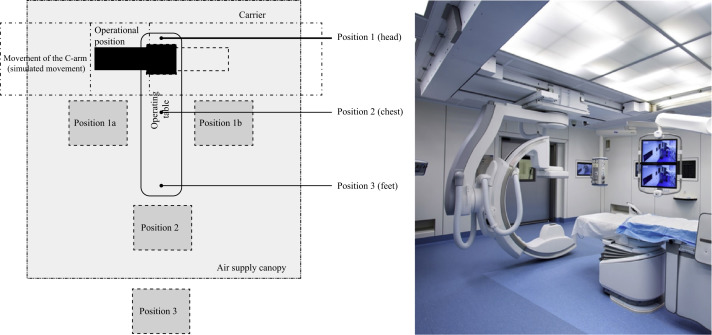 Carrier
Operational
position
Position 1 (head)
Movement of the C-arm
(simulated movement)
Position 1a
Operating
table
Position 1b
Position 2 (chest)
Position 3 (feet)
Position 2
Air supply canopy
Position 3